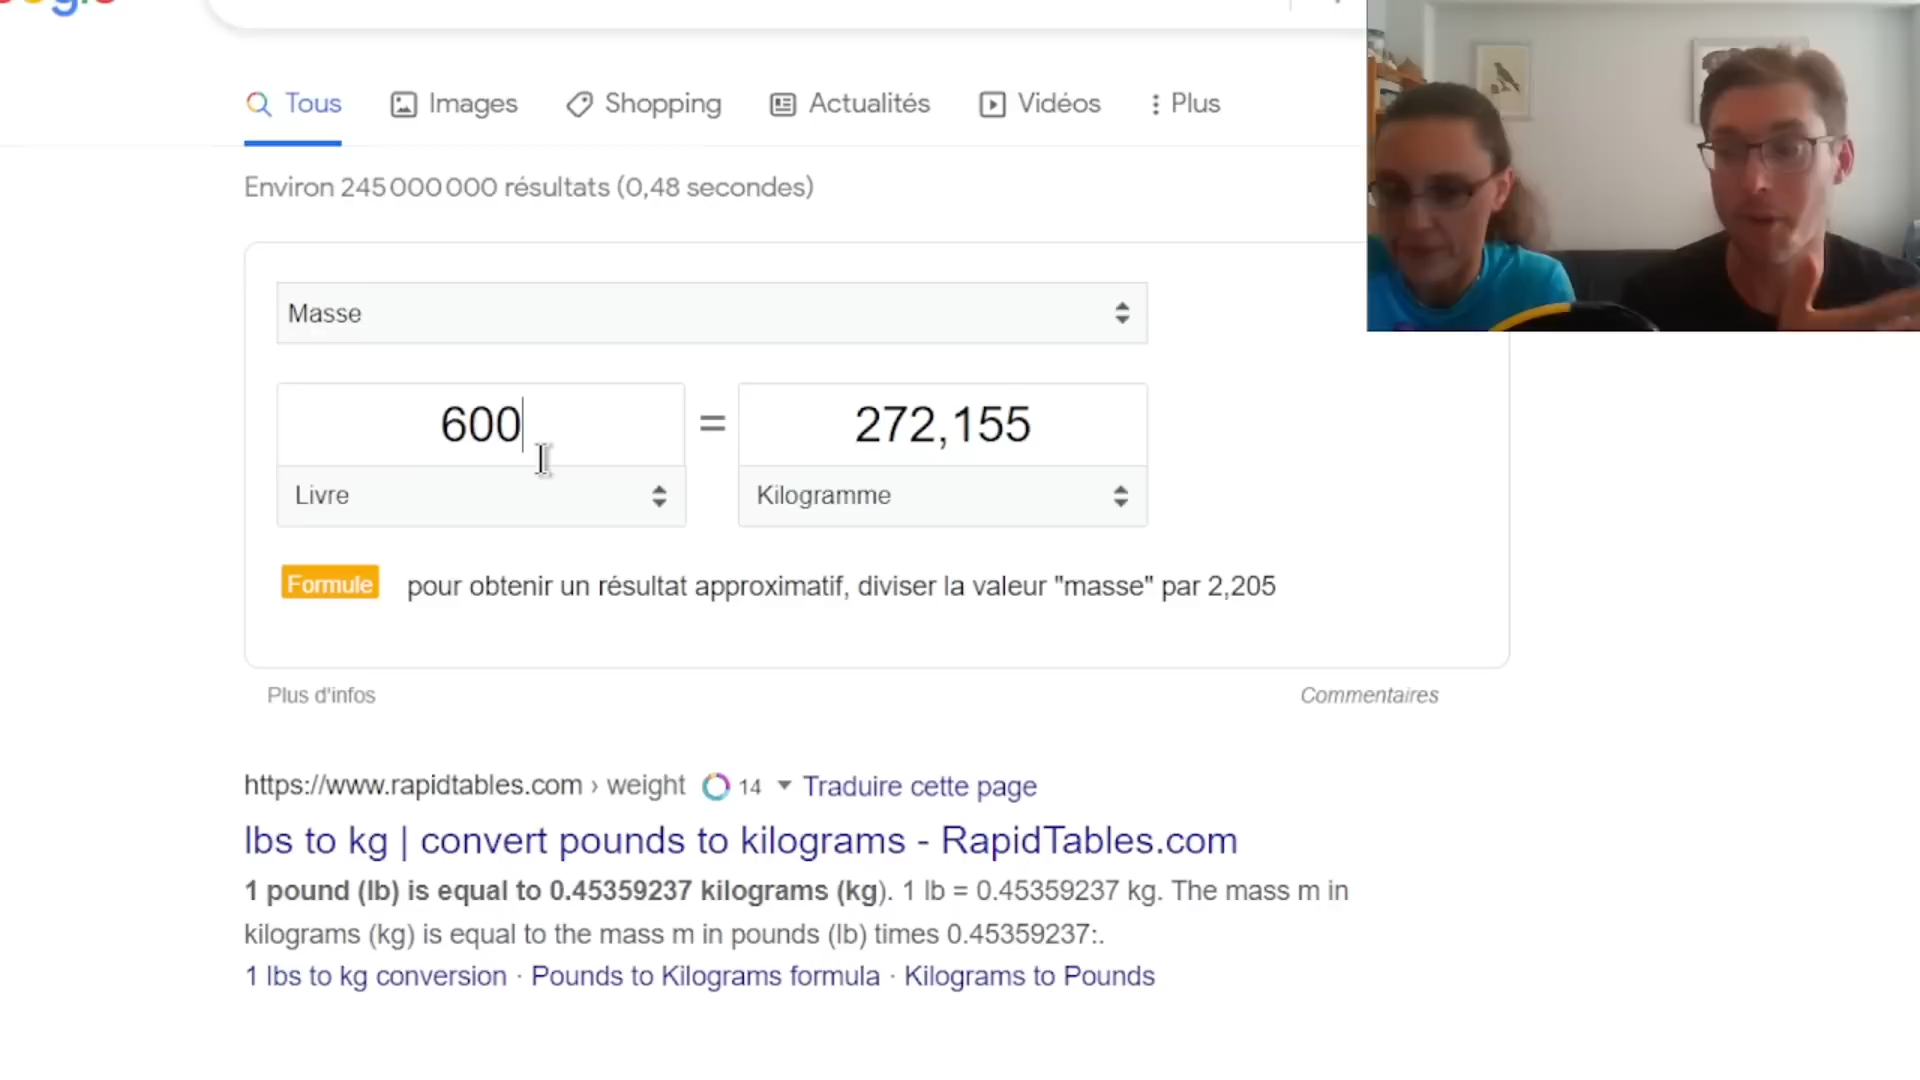 Tous Images Shopping Actualités Vidéos Plus
Environ 245 000 000 résultats (0,48 secondes)
Masse
600 = 272,155
Livre Kilogramme
Formule pour obtenir un résultat approximatif, diviser la valeur "masse" par 2,205
Plus d'infos Commentaires
https://www.rapidtables.com › weight 14 Traduire cette page
lbs to kg | convert pounds to kilograms - RapidTables.com
1 pound (lb) is equal to 0.45359237 kilograms (kg). 1 lb = 0.45359237 kg. The mass m in
kilograms (kg) is equal to the mass m in pounds (lb) times 0.45359237:.
1 lbs to kg conversion · Pounds to Kilograms formula · Kilograms to Pounds